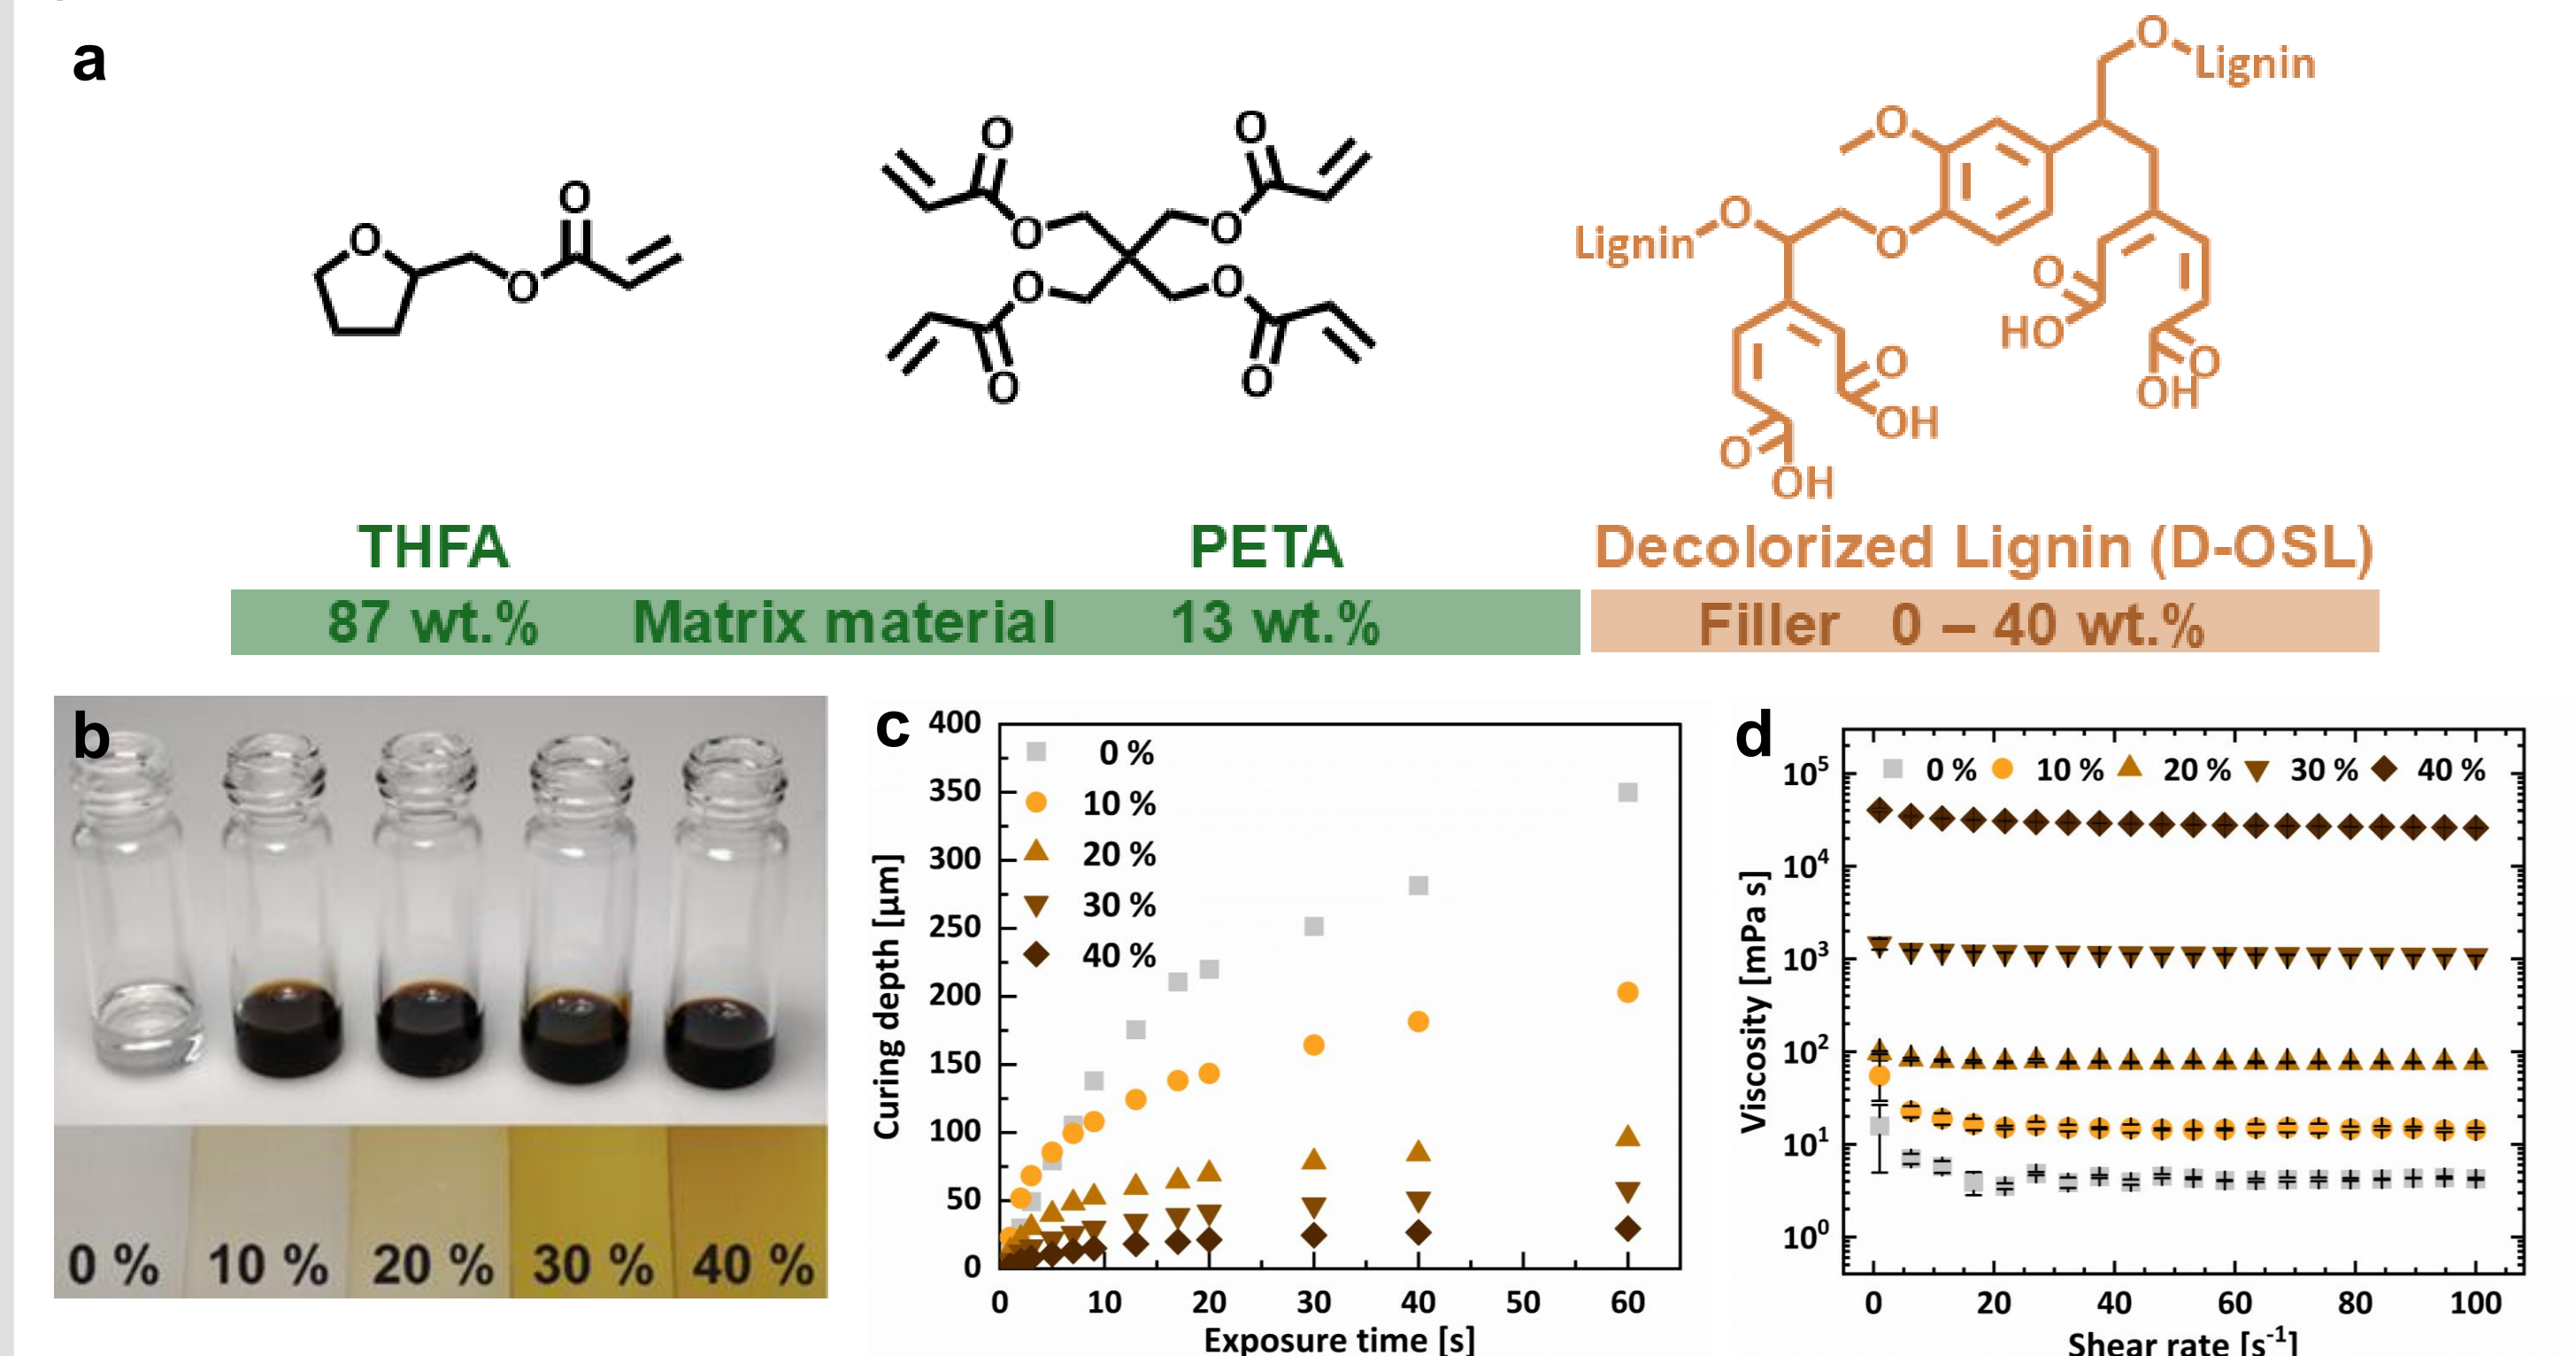 a
O
Lignin
O
Lignin
O
O
O
HO
O
OH
O
OH
O
OH
O
O
O
O
O
O
O
O
O
O
O
THFA
PETA
Decolorized Lignin (D-OSL)
87 wt.% Matrix material 13 wt.%
Filler 0 – 40 wt.%
b
0 % 10 % 20 % 30 % 40 %
c
400
350
300
250
200
150
100
50
0
0 %
10 %
20 %
30 %
40 %
Curing depth [µm]
0 10 20 30 40 50 60
Exposure time [s]
d
0 % 10 % 20 % 30 % 40 %
10⁵
10⁴
10³
10²
10¹
10⁰
Viscosity [mPa s]
0 20 40 60 80 100
Shear rate [s⁻¹]